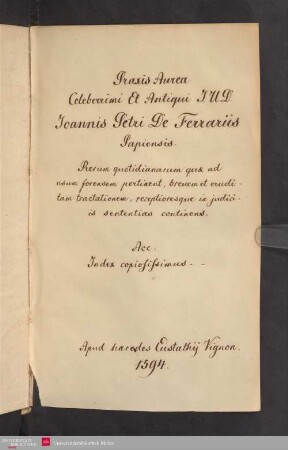 Praxis Aurea
Celeberrimi Et Antiqui I U D
Ioannis Petri De Ferrariis
Papiensis.
Rerum quotidianarum quæ ad
usum forensem pertinent, brevem et erudi-
tam tractationem, receptioresque in judici-
is sententias continens.
Acc.
Index copiosissimus. -
Apud hæredes Eustathij Vignon.
1594.